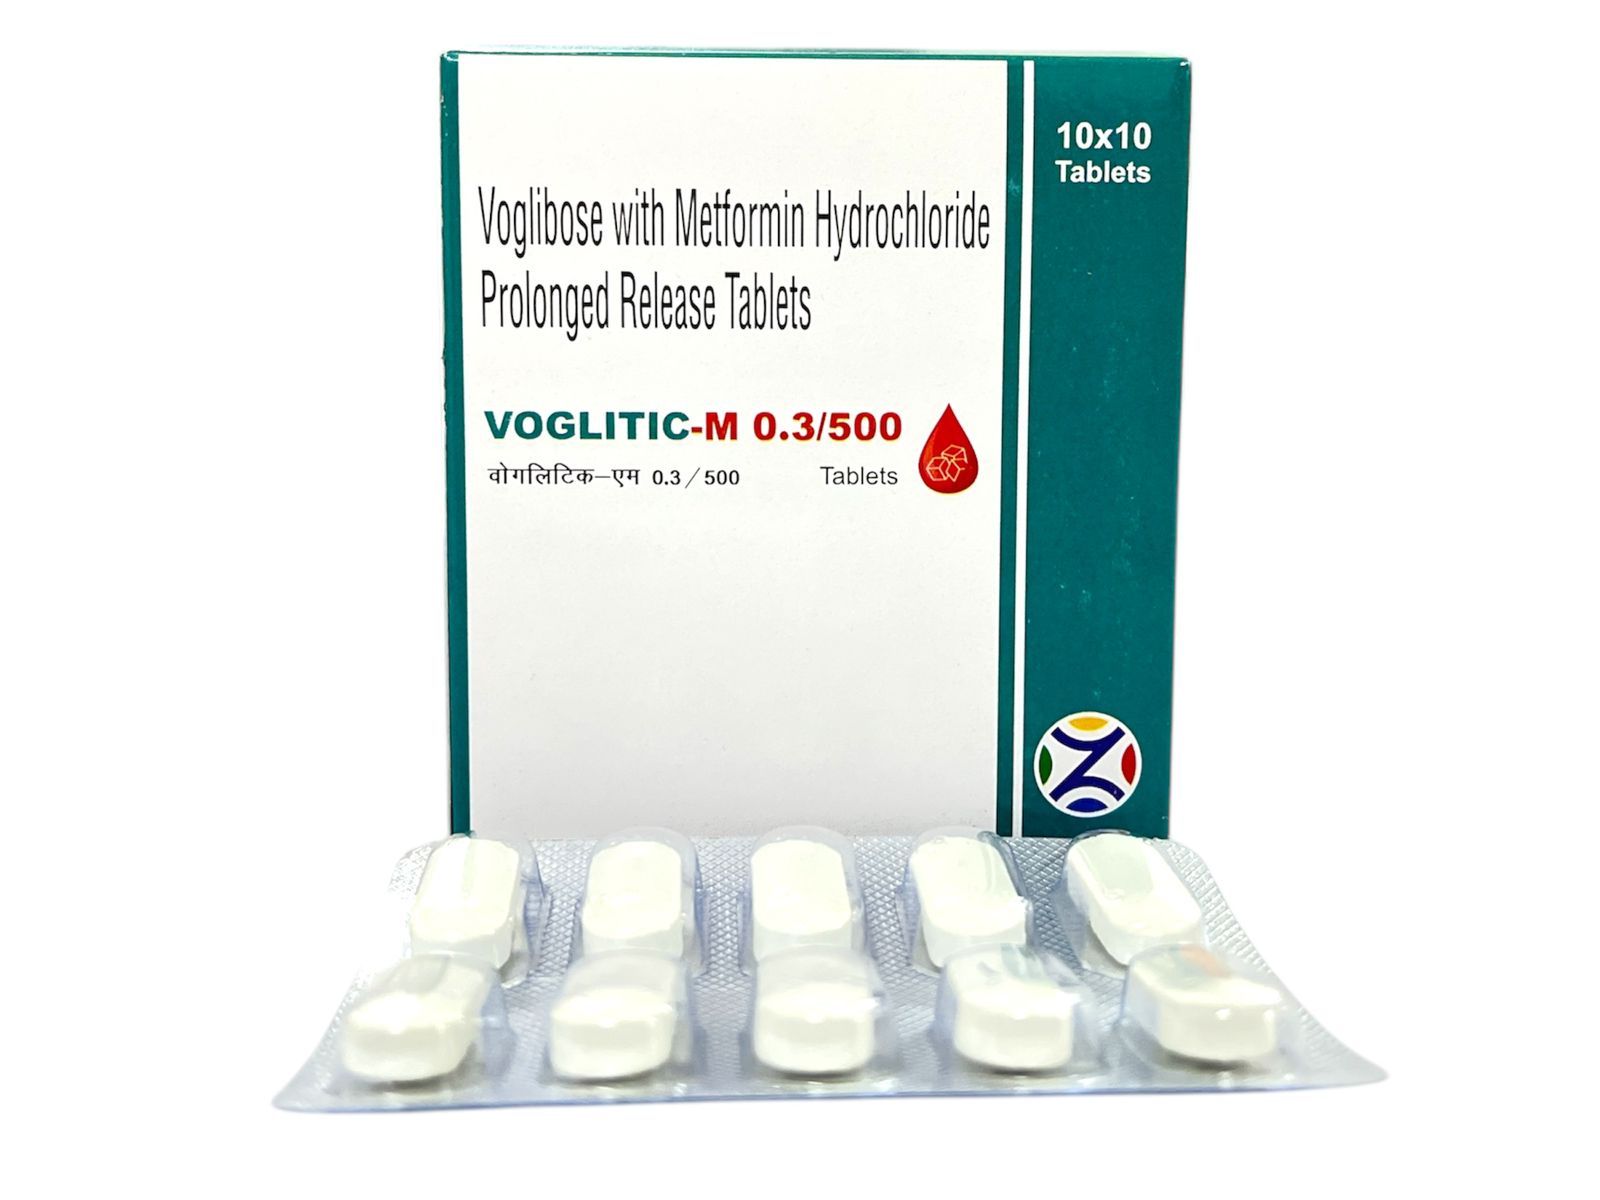 10x10
Tablets
Voglibose with Metformin Hydrochloride
Prolonged Release Tablets
VOGLITIC-M 0.3/500
वोगलिटिक–एम 0.3/500 Tablets